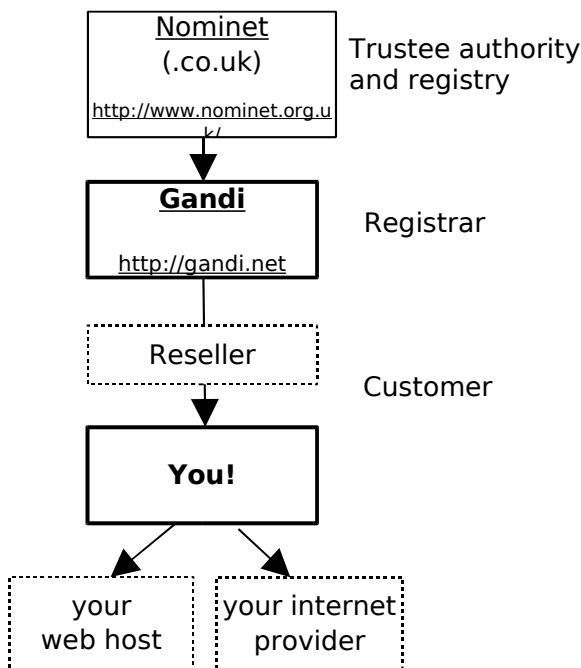 Nominet
(.co.uk)
Trustee authority
and registry
http://www.nominet.org.u
k/
Gandi
Registrar
http://gandi.net
Reseller
Customer
You!
your
web host
your internet
provider